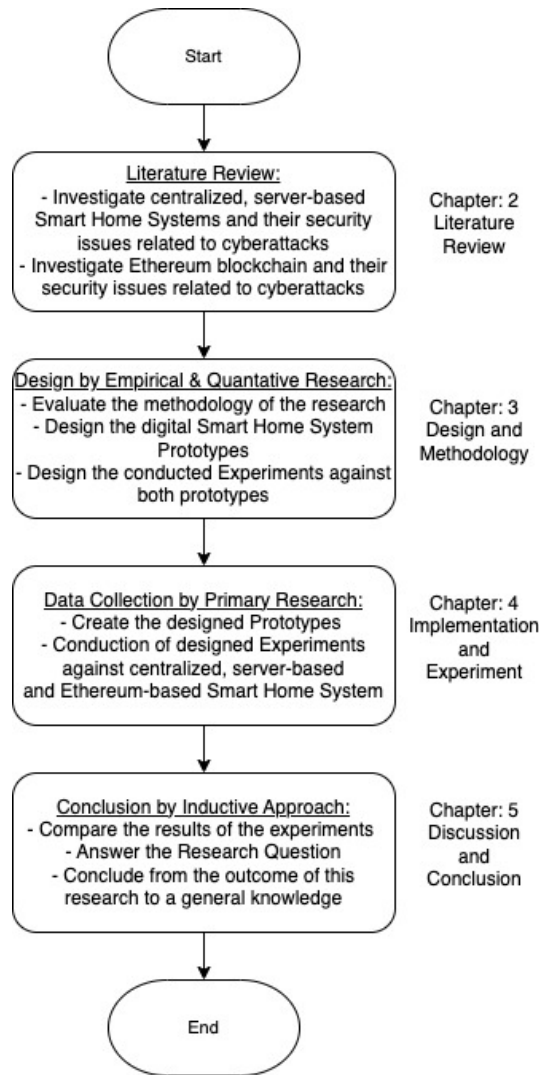 Start
Literature Review:
- Investigate centralized, server-based
Smart Home Systems and their security
issues related to cyberattacks
- Investigate Ethereum blockchain and their
security issues related to cyberattacks
Chapter: 2
Literature
Review
Design by Empirical & Quantative Research:
- Evaluate the methodology of the research
- Design the digital Smart Home System
Prototypes
- Design the conducted Experiments against
both prototypes
Chapter: 3
Design and
Methodology
Data Collection by Primary Research:
- Create the designed Prototypes
- Conduction of designed Experiments
against centralized, server-based
and Ethereum-based Smart Home System
Chapter: 4
Implementation
and
Experiment
Conclusion by Inductive Approach:
- Compare the results of the experiments
- Answer the Research Question
- Conclude from the outcome of this
research to a general knowledge
Chapter: 5
Discussion
and
Conclusion
End